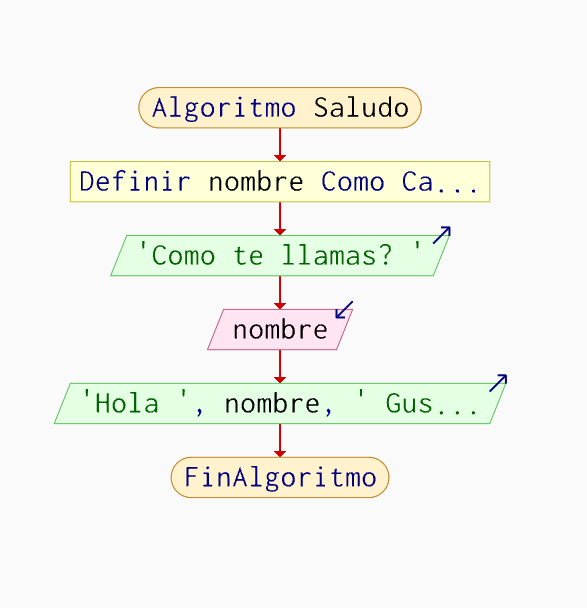 Algoritmo Saludo
Definir nombre Como Ca...
'Como te llamas? '
nombre
'Hola ', nombre, ' Gus...
FinAlgoritmo